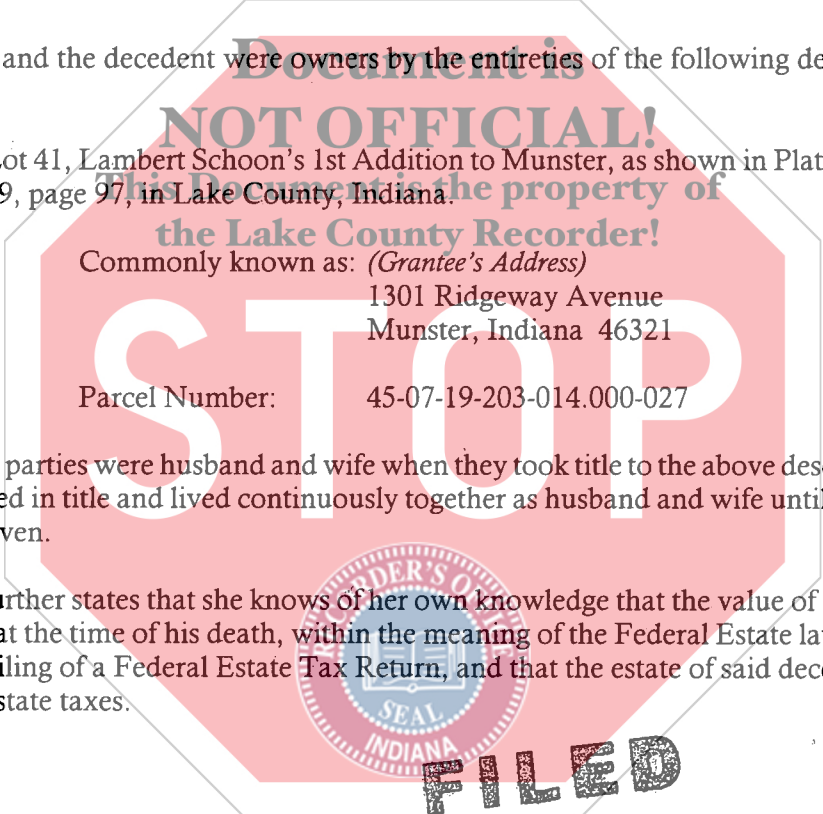 and the decedent were owners by the entireties of the following de
Document is
NOT OFFICIAL!
ot 41, Lambert Schoon's 1st Addition to Munster, as shown in Plat
9, page 97, in Lake County, Indiana.
This Document is the property of
the Lake County Recorder!
Commonly known as: (Grantee's Address)
1301 Ridgeway Avenue
Munster, Indiana 46321
STOP
Parcel Number: 45-07-19-203-014.000-027
parties were husband and wife when they took title to the above des
ed in title and lived continuously together as husband and wife until
ven.
urther states that she knows of her own knowledge that the value of
at the time of his death, within the meaning of the Federal Estate la
iling of a Federal Estate Tax Return, and that the estate of said dece
state taxes.
RECORDER'S OFFICE
SEAL
INDIANA
FILED